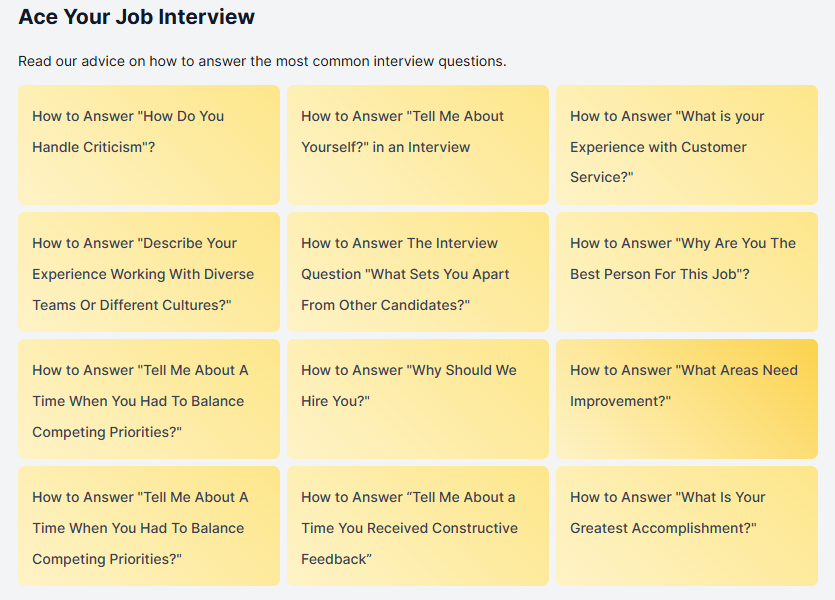 Ace Your Job Interview
Read our advice on how to answer the most common interview questions.
How to Answer "How Do You
Handle Criticism"?
How to Answer "Tell Me About
Yourself?" in an Interview
How to Answer "What is your
Experience with Customer
Service?"
How to Answer "Describe Your
Experience Working With Diverse
Teams Or Different Cultures?"
How to Answer The Interview
Question "What Sets You Apart
From Other Candidates?"
How to Answer "Why Are You The
Best Person For This Job"?
How to Answer "Tell Me About A
Time When You Had To Balance
Competing Priorities?"
How to Answer "Why Should We
Hire You?"
How to Answer "What Areas Need
Improvement?"
How to Answer "Tell Me About A
Time When You Had To Balance
Competing Priorities?"
How to Answer “Tell Me About a
Time You Received Constructive
Feedback”
How to Answer "What Is Your
Greatest Accomplishment?"